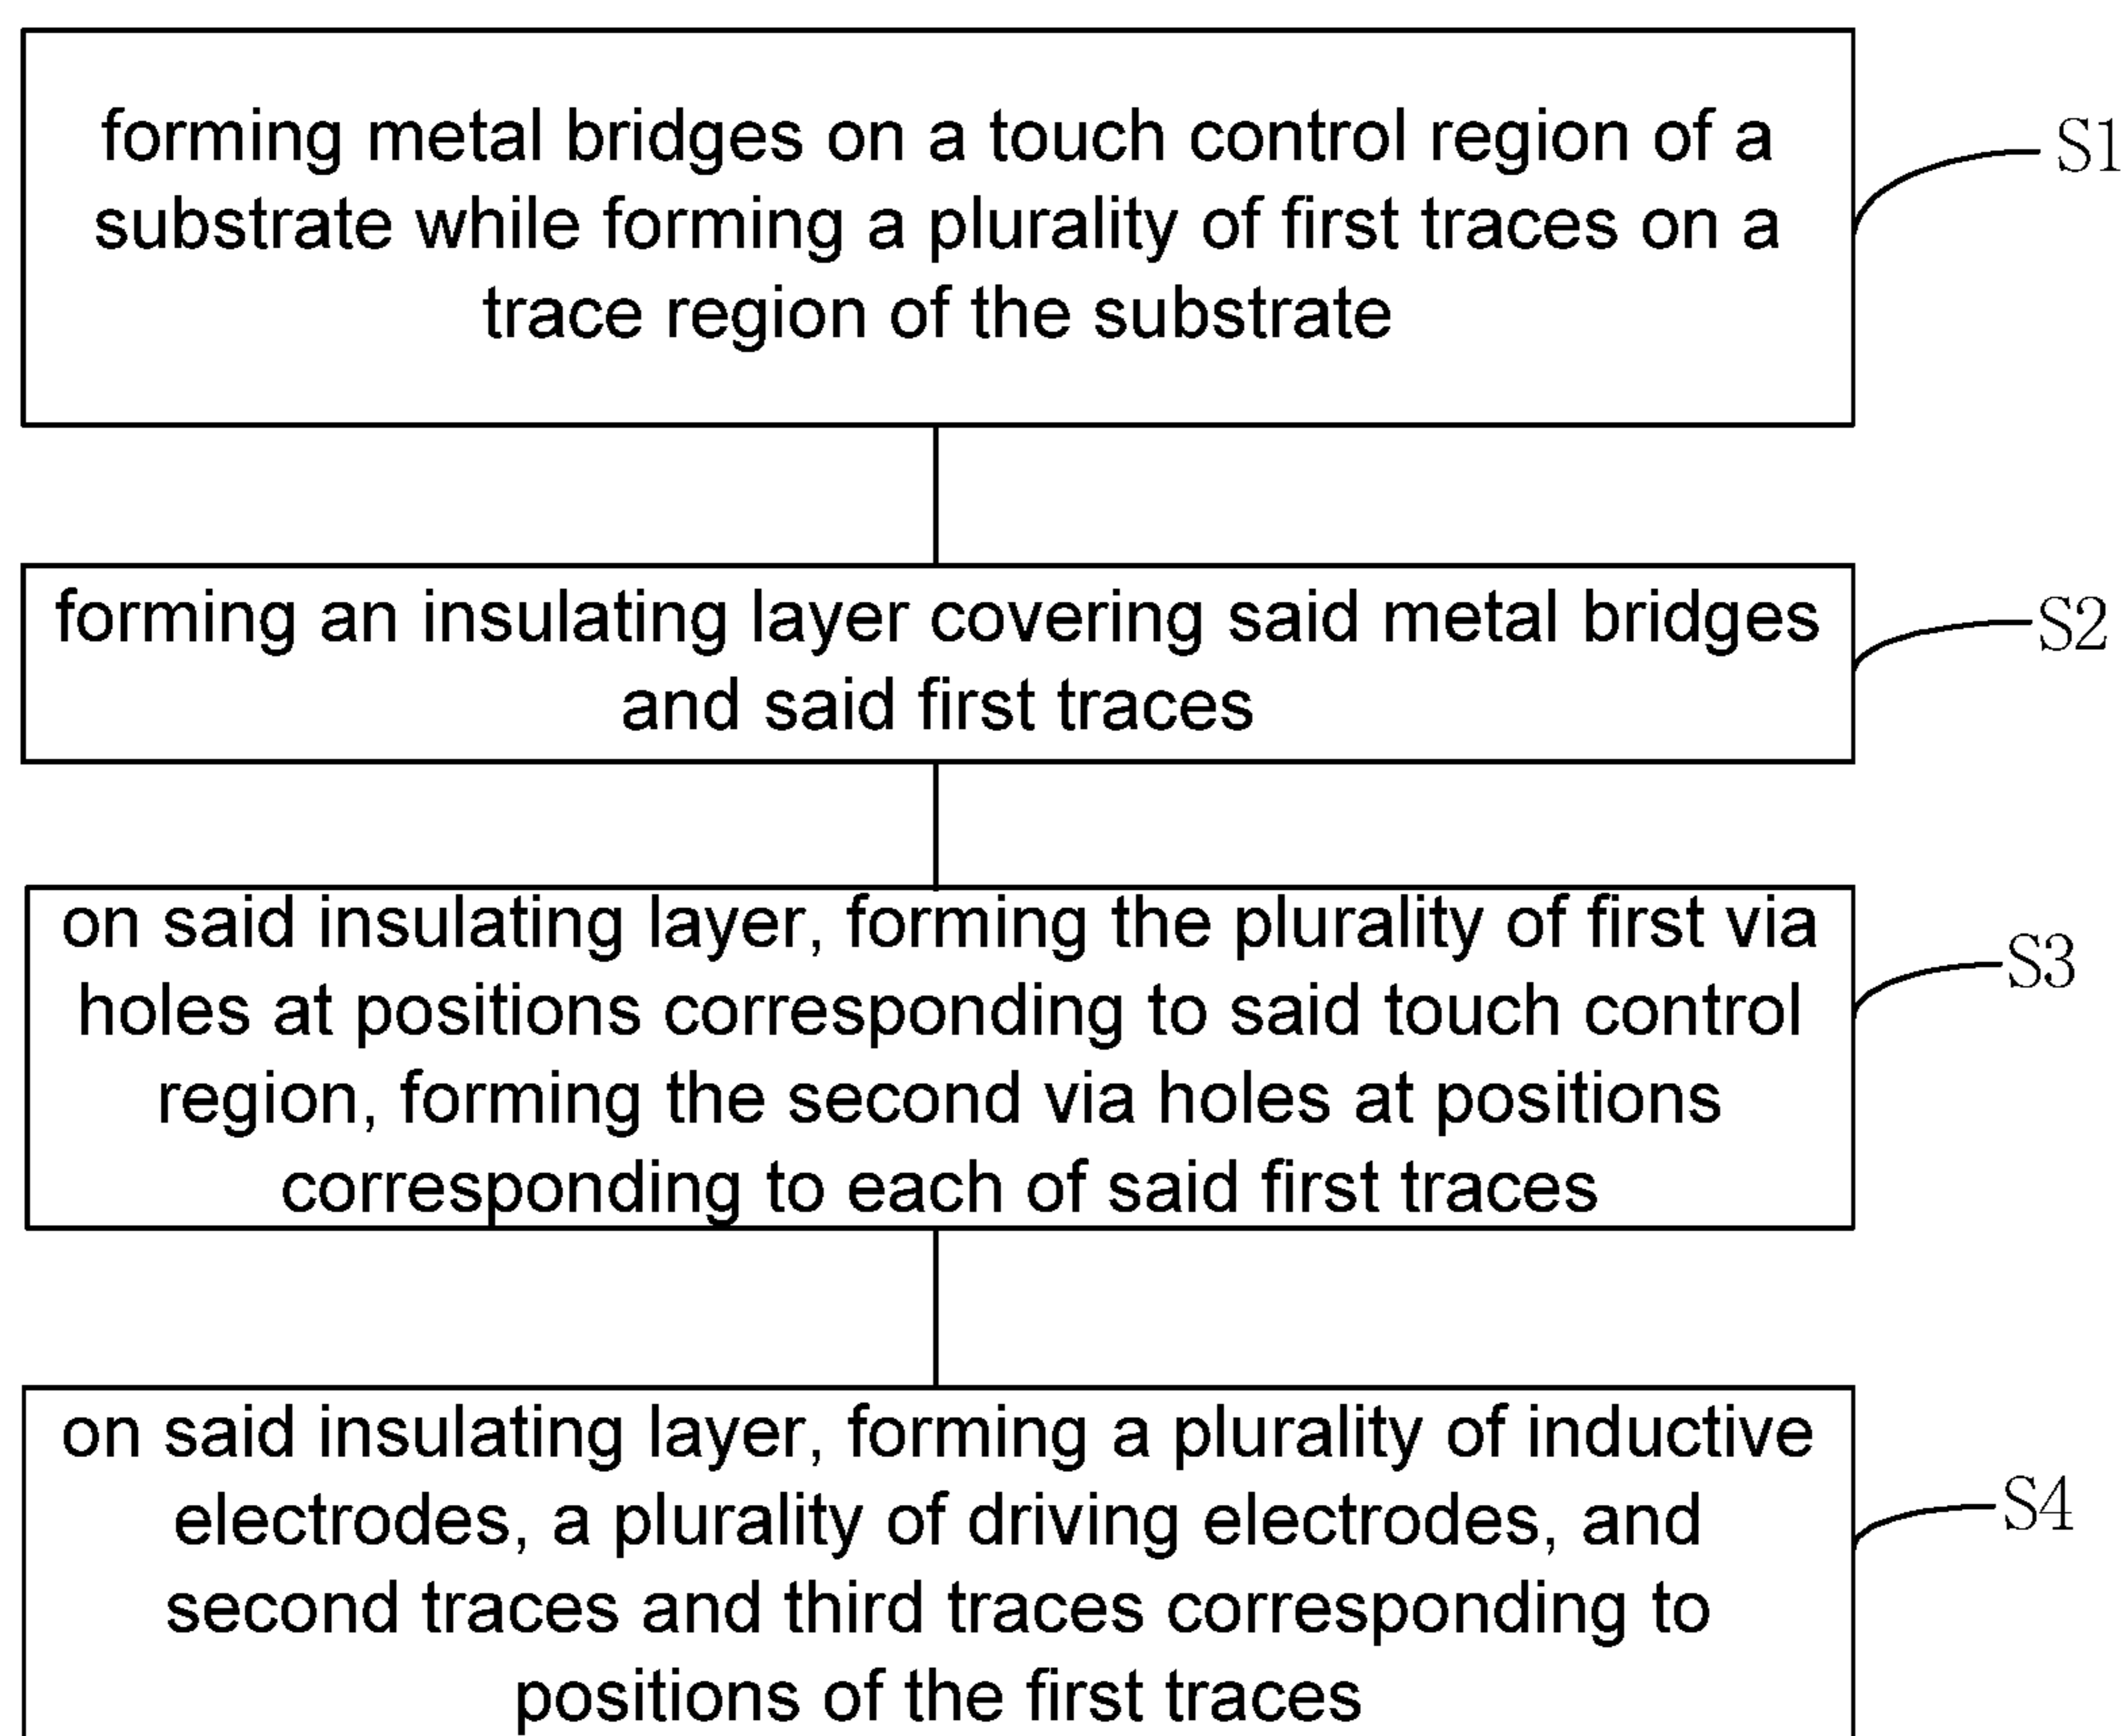 forming metal bridges on a touch control region of a
substrate while forming a plurality of first traces on a
trace region of the substrate
S1
forming an insulating layer covering said metal bridges
and said first traces
S2
on said insulating layer, forming the plurality of first via
holes at positions corresponding to said touch control
region, forming the second via holes at positions
corresponding to each of said first traces
S3
on said insulating layer, forming a plurality of inductive
electrodes, a plurality of driving electrodes, and
second traces and third traces corresponding to
positions of the first traces
S4